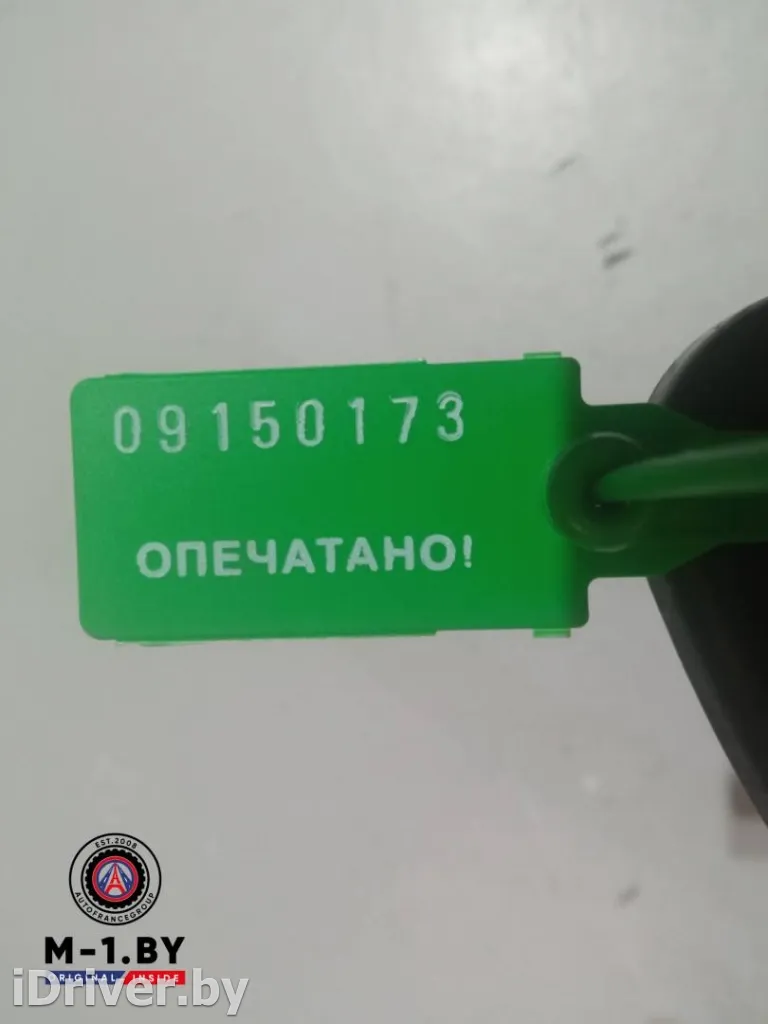 09150173
ОПЕЧАТАНО!
EST.2008
AUTOFRANCEGROUP
M-1.BY
ORIGINAL INSIDE
iDriver.by